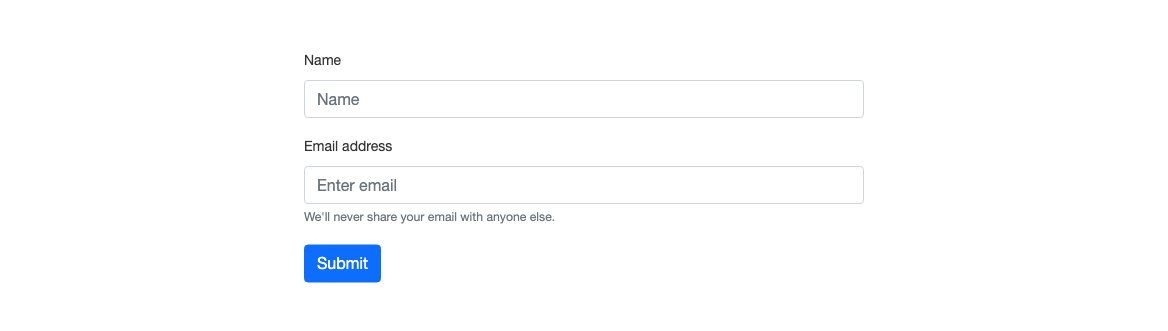 Name
Name
Email address
Enter email
We'll never share your email with anyone else.
Submit